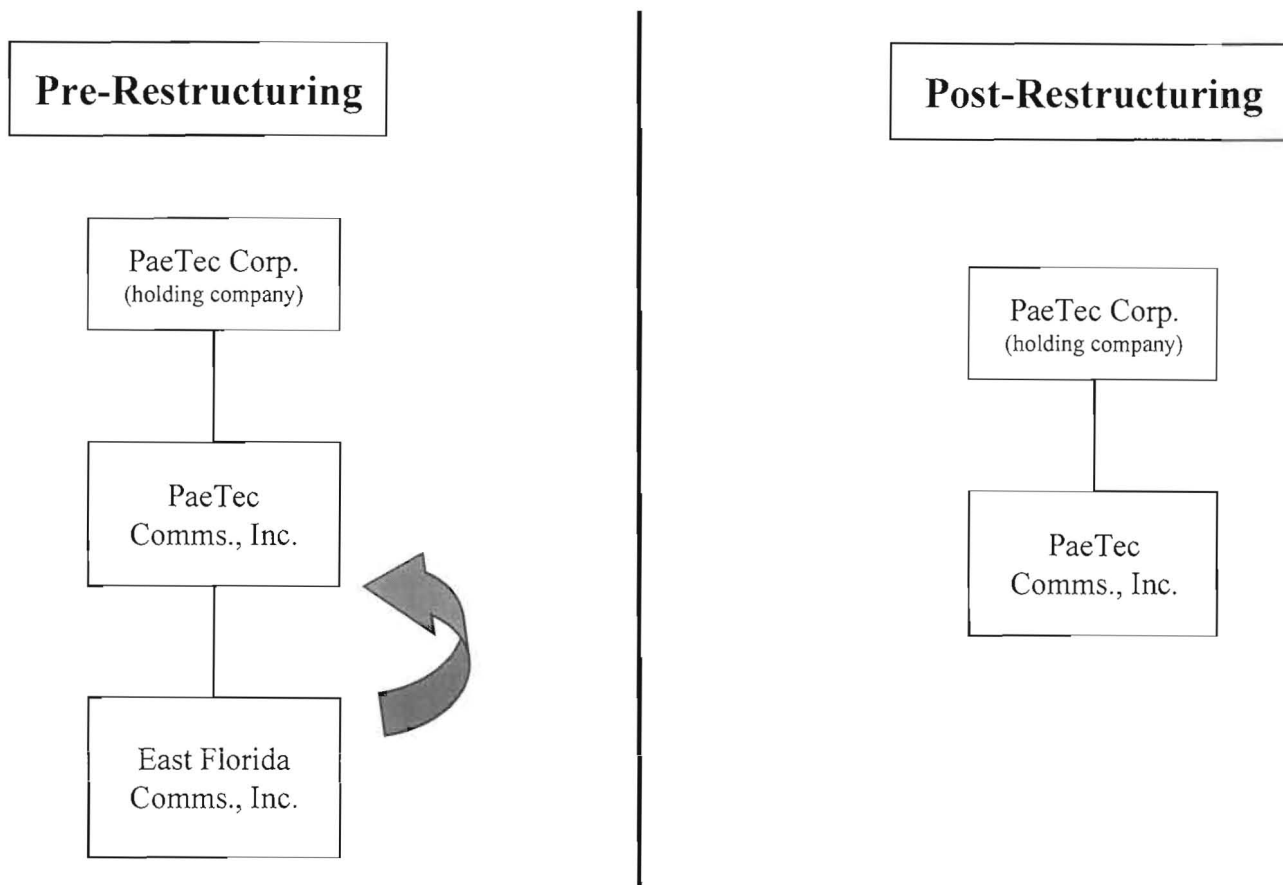 Pre-Restructuring
PaeTec Corp.
(holding company)
PaeTec
Comms., Inc.
East Florida
Comms., Inc.
Post-Restructuring
PaeTec Corp.
(holding company)
PaeTec
Comms., Inc.